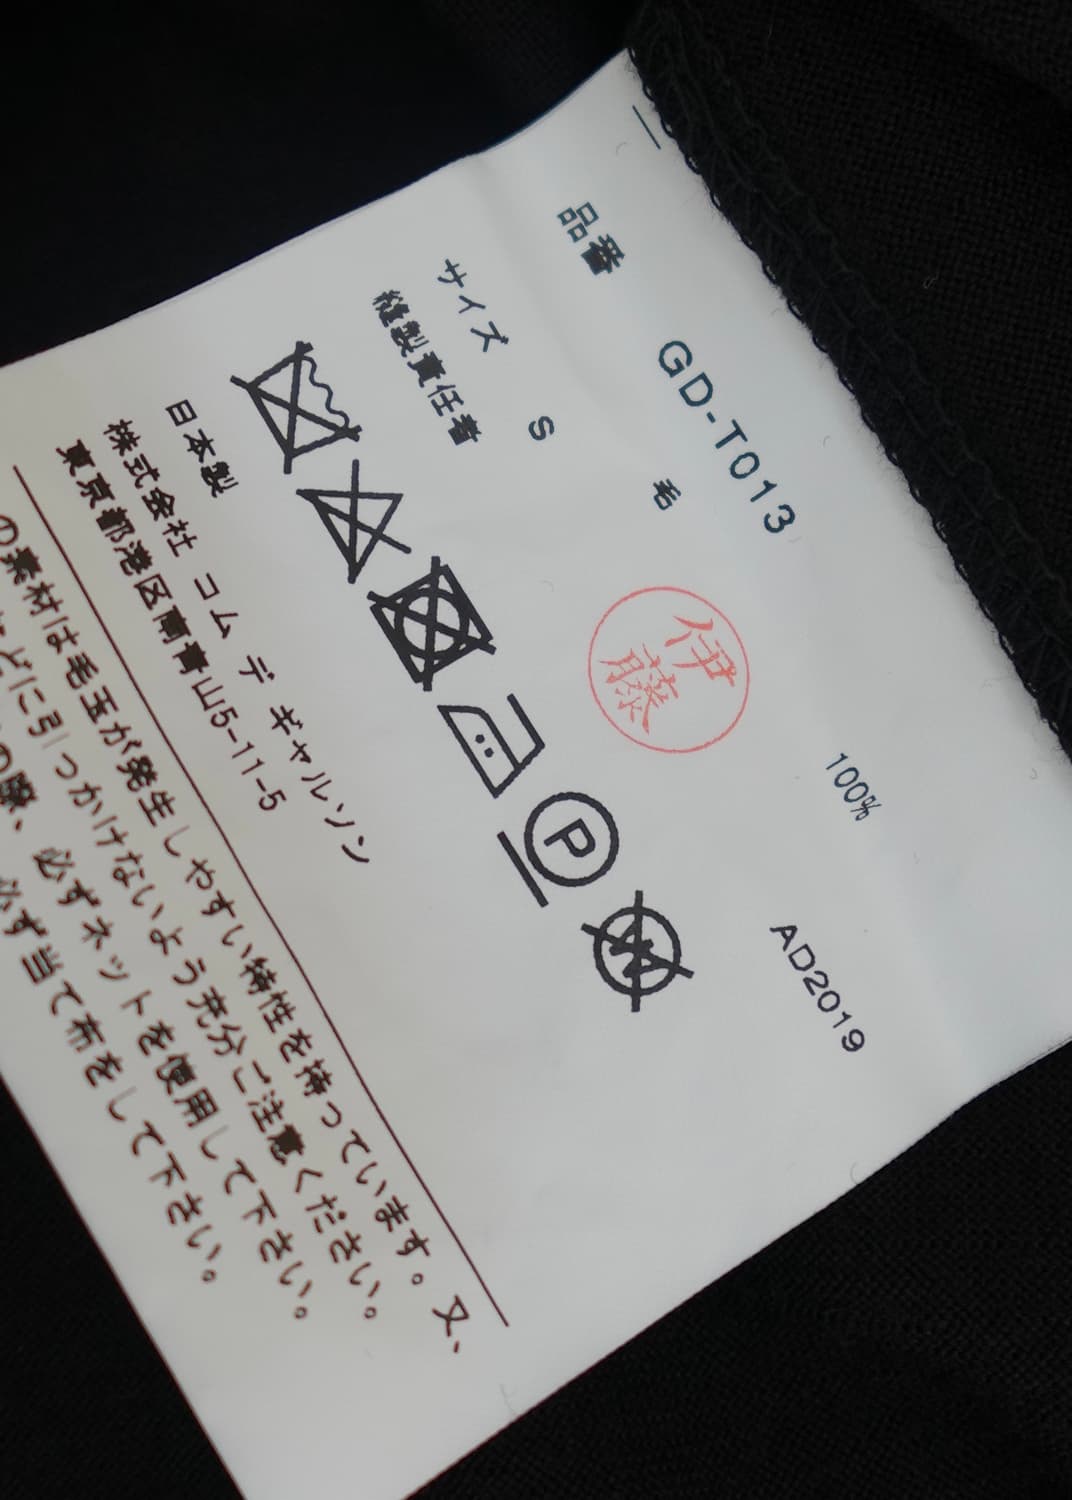 品番 GD-T013
毛 100% AD2019
サイズ S
縫製責任者 伊藤
P W
日本製
株式会社 コム デ ギャルソン
東京都港区南青山5-11-5
の素材は毛玉が発生しやすい特性を持っています。又、
などに引っかけないよう充分ご注意ください。
の際、必ずネットを使用して下さい。
必ず当て布をして下さい。